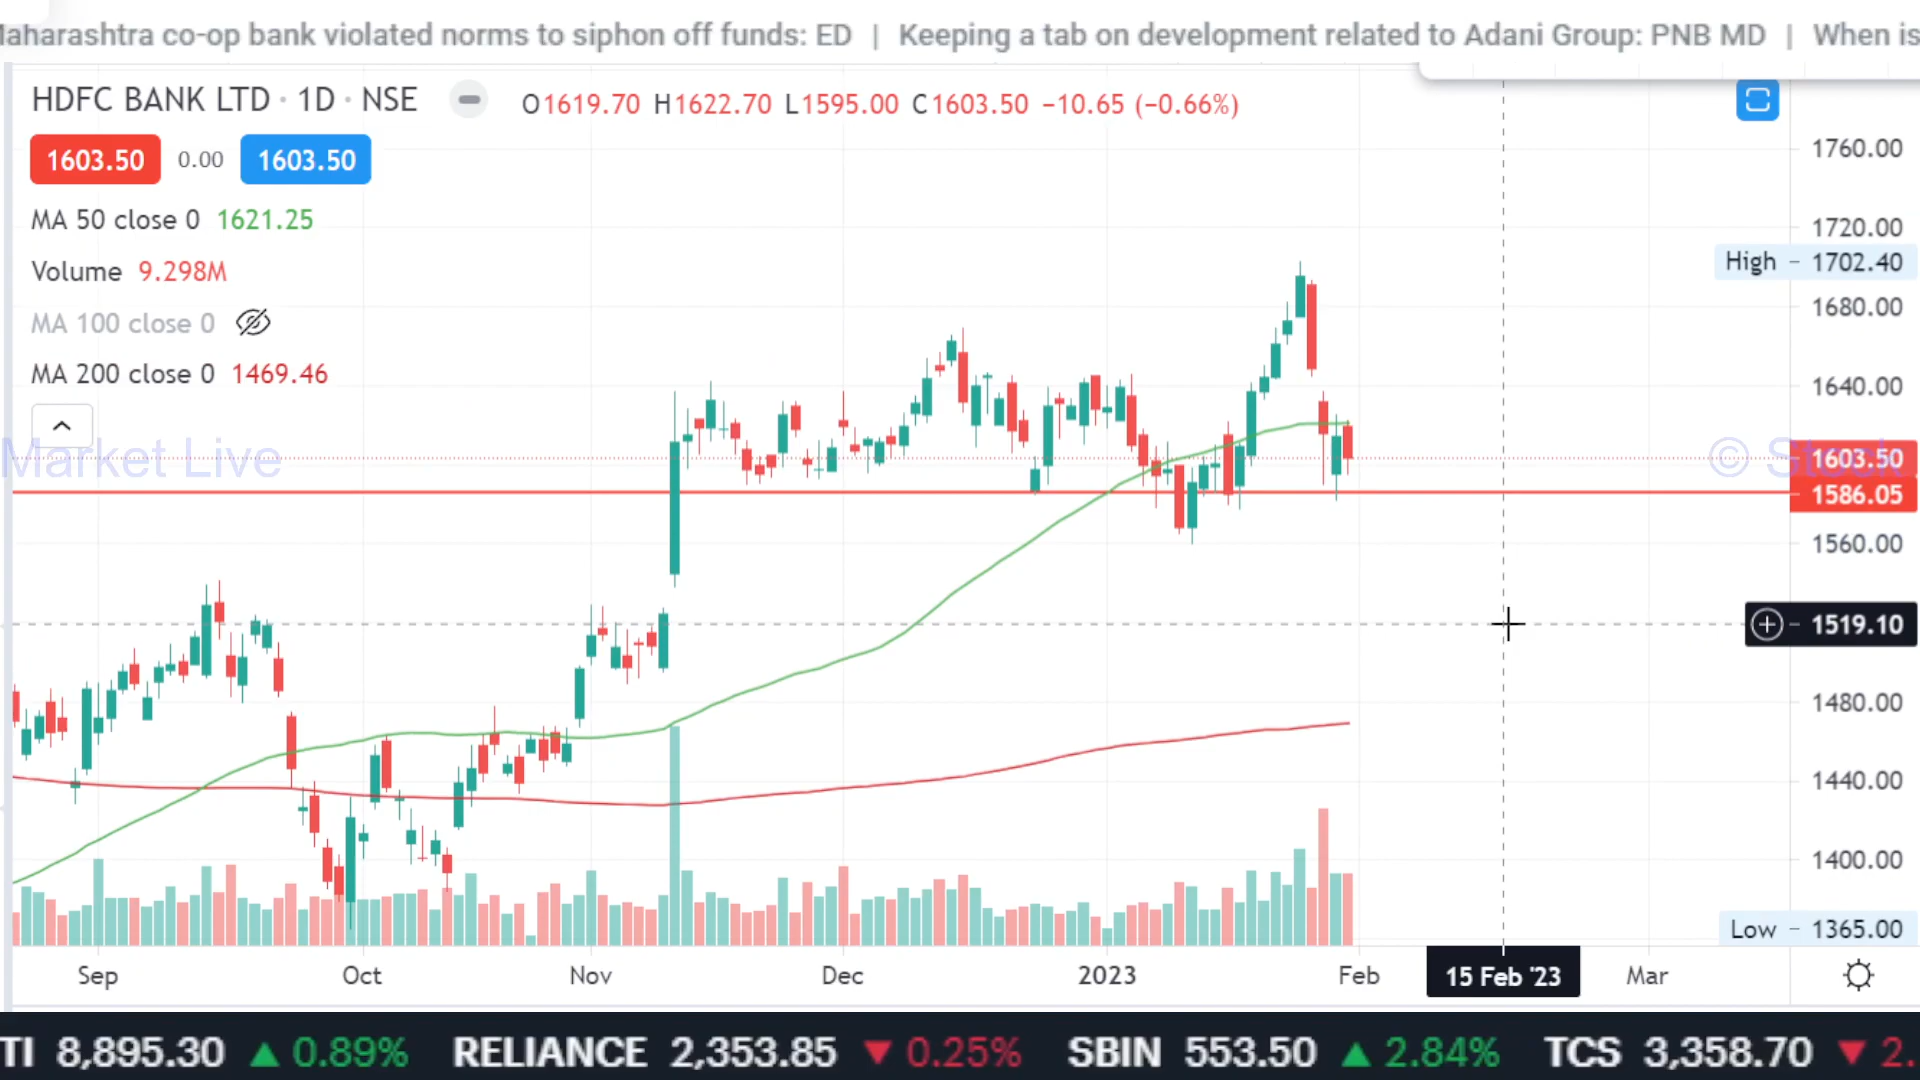 Maharashtra co-op bank violated norms to siphon off funds: ED | Keeping a tab on development related to Adani Group: PNB MD | When is
HDFC BANK LTD · 1D · NSE O1619.70 H1622.70 L1595.00 C1603.50 −10.65 (−0.66%)
1603.50 0.00 1603.50
MA 50 close 0 1621.25
Volume 9.298M
MA 100 close 0
MA 200 close 0 1469.46
Market Live
©
1760.00
1720.00
High 1702.40
1680.00
1640.00
1603.50
1586.05
1560.00
1519.10
1480.00
1440.00
1400.00
Low 1365.00
Sep Oct Nov Dec 2023 Feb 15 Feb '23 Mar
TI 8,895.30 ▲ 0.89% RELIANCE 2,353.85 ▼ 0.25% SBIN 553.50 ▲ 2.84% TCS 3,358.70 ▼ 2.